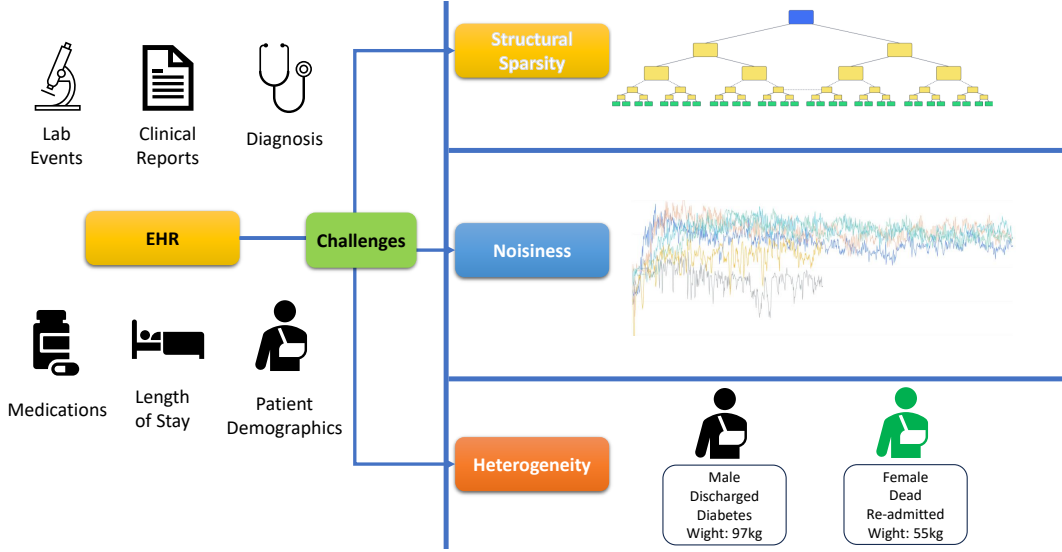 Lab
Events
Clinical
Reports
Diagnosis
EHR
Challenges
Medications
Length
of Stay
Patient
Demographics
Structural
Sparsity
Noisiness
Heterogeneity
Male
Discharged
Diabetes
Wight: 97kg
Female
Dead
Re-admitted
Wight: 55kg